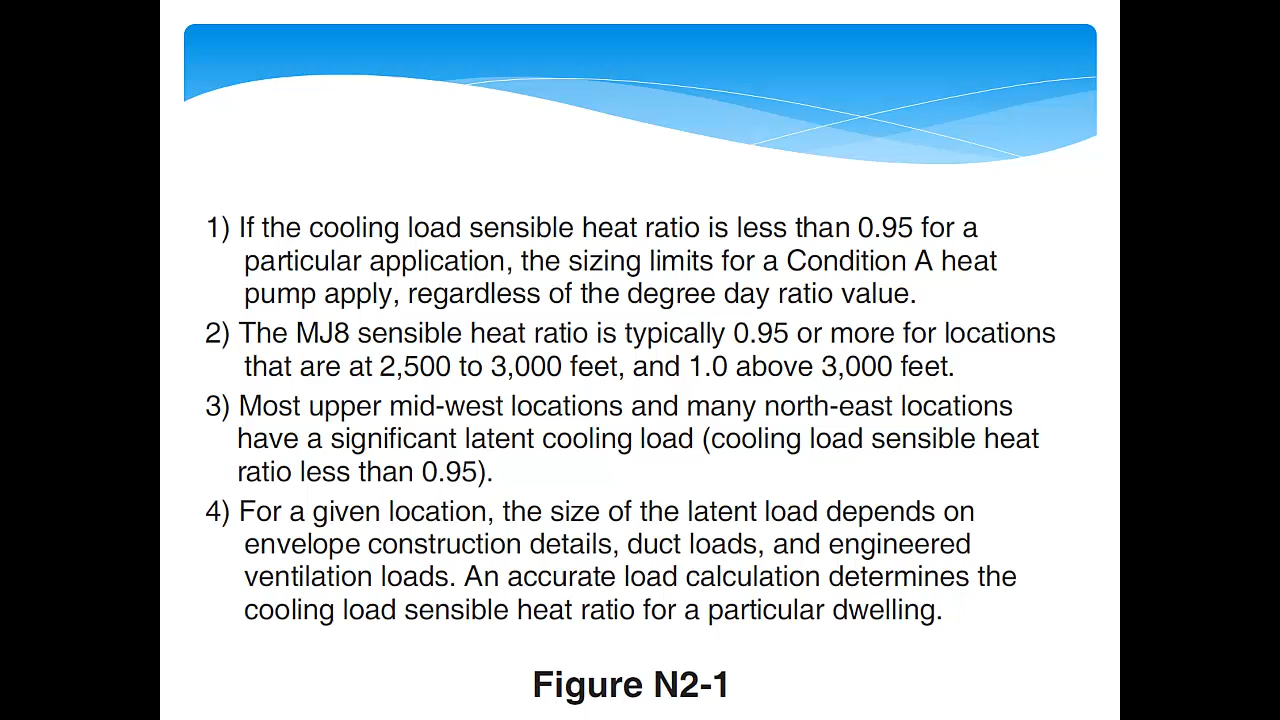 1) If the cooling load sensible heat ratio is less than 0.95 for a
particular application, the sizing limits for a Condition A heat
pump apply, regardless of the degree day ratio value.
2) The MJ8 sensible heat ratio is typically 0.95 or more for locations
that are at 2,500 to 3,000 feet, and 1.0 above 3,000 feet.
3) Most upper mid-west locations and many north-east locations
have a significant latent cooling load (cooling load sensible heat
ratio less than 0.95).
4) For a given location, the size of the latent load depends on
envelope construction details, duct loads, and engineered
ventilation loads. An accurate load calculation determines the
cooling load sensible heat ratio for a particular dwelling.
Figure N2-1